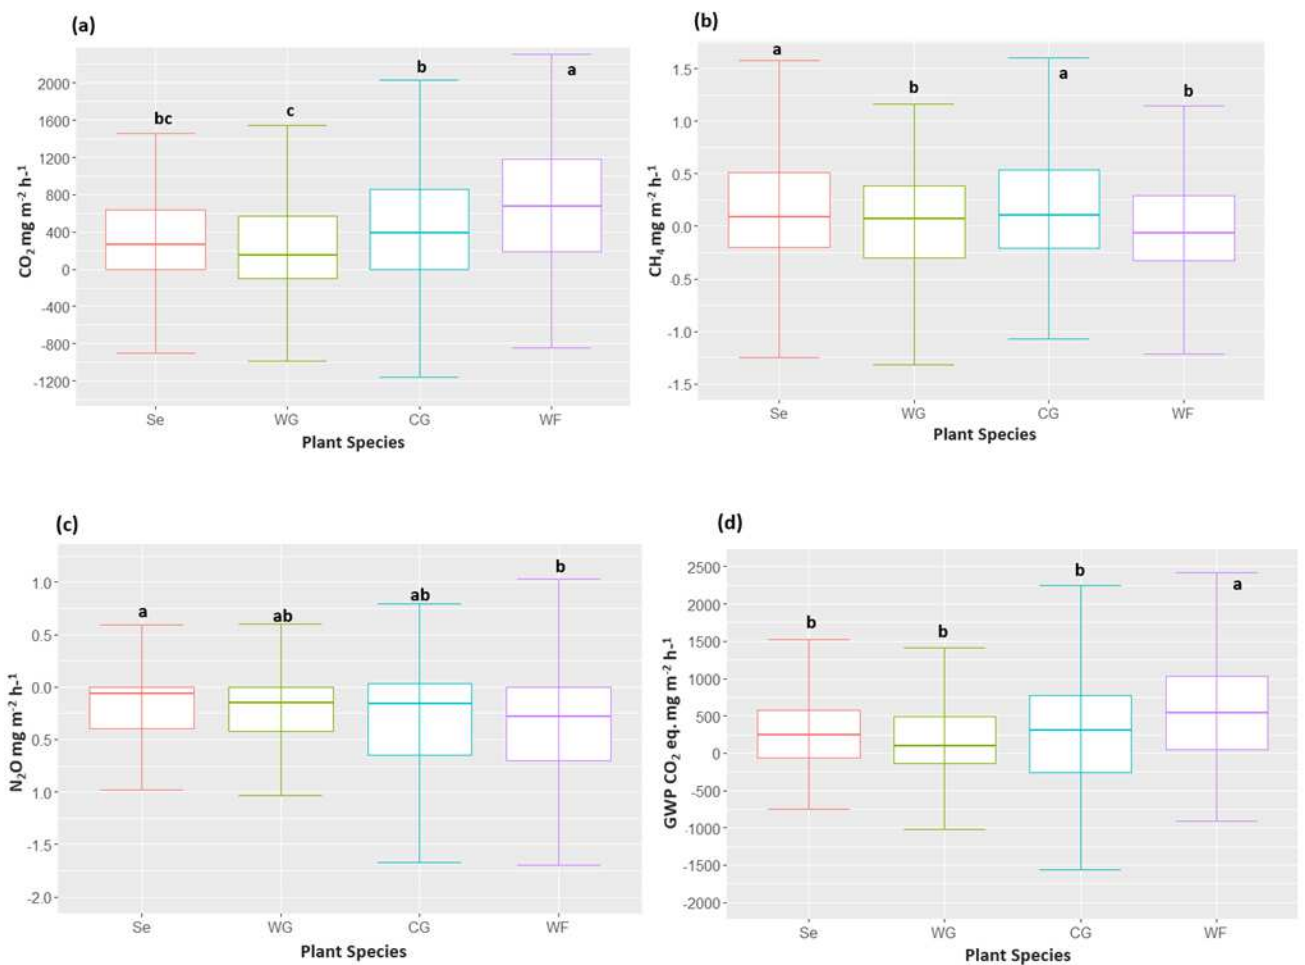 (a)
2000
1600
1200
800
400
0
-400
-800
-1200
CO₂ mg m⁻² h⁻¹
bc
c
b
a
Se WG CG WF
Plant Species
(b)
1.5
1.0
0.5
0.0
-0.5
-1.0
-1.5
CH₄ mg m⁻² h⁻¹
a
b
a
b
Se WG CG WF
Plant Species
(c)
1.0
0.5
0.0
0.5
1.0
-1.5
-2.0
N₂O mg m⁻² h⁻¹
a
ab
ab
b
Se WG CG WF
Plant Species
(d)
2500
2000
1500
1000
500
0
-500
-1000
-1500
-2000
GWP CO₂ eq. mg m⁻² h⁻¹
b
b
b
a
Se WG CG WF
Plant Species